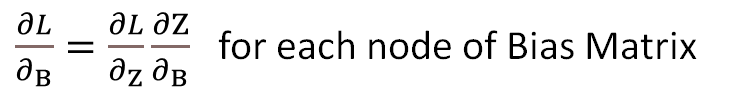 ∂L/∂B = ∂L/∂z ∂Z/∂B for each node of Bias Matrix